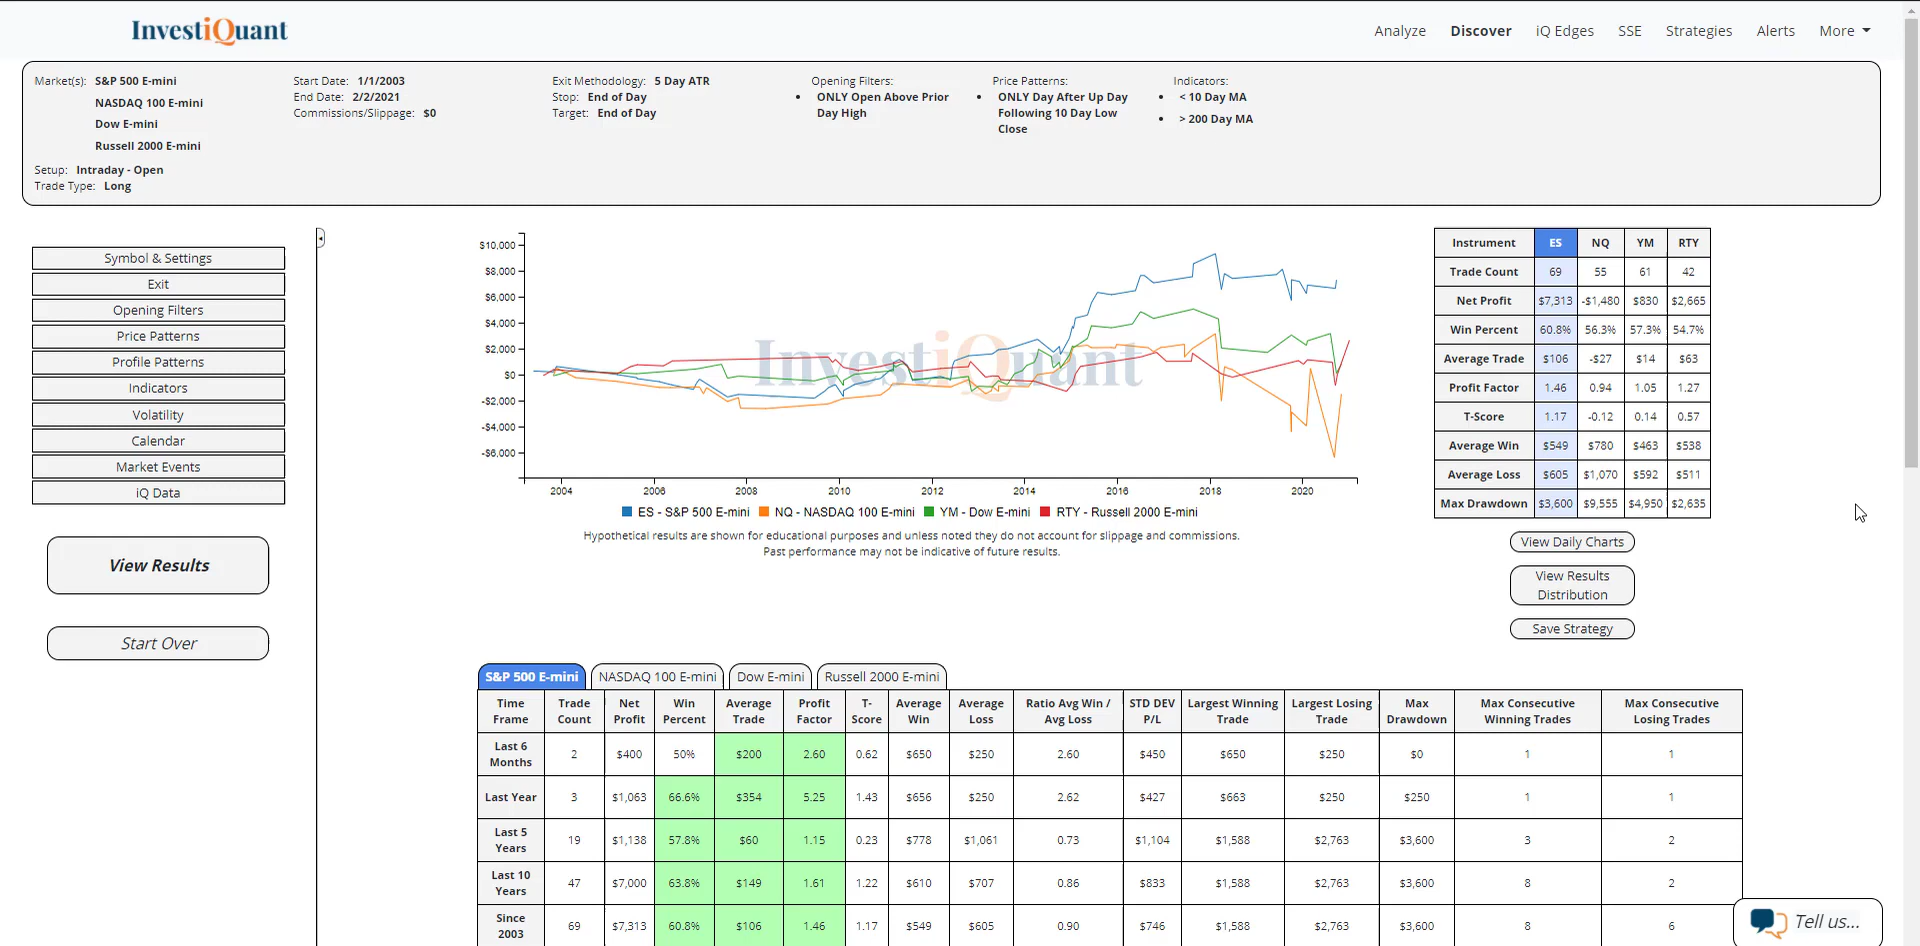 InvestiQuant
Analyze Discover iQ Edges SSE Strategies Alerts More
Market(s): S&P 500 E-mini
NASDAQ 100 E-mini
Dow E-mini
Russell 2000 E-mini
Setup: Intraday - Open
Trade Type: Long
Start Date: 1/1/2003
End Date: 2/2/2021
Commissions/Slippage: $0
Exit Methodology: 5 Day ATR
Stop: End of Day
Target: End of Day
Opening Filters:
• ONLY Open Above Prior
Day High
Price Patterns:
• ONLY Day After Up Day
Following 10 Day Low
Close
Indicators:
• < 10 Day MA
• > 200 Day MA
Symbol & Settings
Exit
Opening Filters
Price Patterns
Profile Patterns
Indicators
Volatility
Calendar
Market Events
iQ Data
View Results
Start Over
$10,000
$8,000
$6,000
$4,000
$2,000
$0
-$2,000
-$4,000
-$6,000
InvestiQuant
2004 2006 2008 2010 2012 2014 2016 2018 2020
ES - S&P 500 E-mini NQ - NASDAQ 100 E-mini YM - Dow E-mini RTY - Russell 2000 E-mini
Hypothetical results are shown for educational purposes and unless noted they do not account for slippage and commissions.
Past performance may not be indicative of future results.
Instrument ES NQ YM RTY
Trade Count 69 55 61 42
Net Profit $7,313 -$1,480 $830 $2,665
Win Percent 60.8% 56.3% 57.3% 54.7%
Average Trade $106 -$27 $14 $63
Profit Factor 1.46 0.94 1.05 1.27
T-Score 1.17 -0.12 0.14 0.57
Average Win $549 $780 $463 $538
Average Loss $605 $1,070 $592 $511
Max Drawdown $3,600 $9,555 $4,950 $2,635
View Daily Charts
View Results
Distribution
Save Strategy
S&P 500 E-mini NASDAQ 100 E-mini Dow E-mini Russell 2000 E-mini
Time Trade Net Win Average Profit T- Average Average Ratio Avg Win / STD DEV Largest Winning Largest Losing Max Max Consecutive Max Consecutive
Frame Count Profit Percent Trade Factor Score Win Loss Avg Loss P/L Trade Trade Drawdown Winning Trades Losing Trades
Last 6
Months 2 $400 50% $200 2.60 0.62 $650 $250 2.60 $450 $650 $250 $0 1 1
Last Year 3 $1,063 66.6% $354 5.25 1.43 $656 $250 2.62 $427 $663 $250 $250 1 1
Last 5
Years 19 $1,138 57.8% $60 1.15 0.23 $778 $1,061 0.73 $1,104 $1,588 $2,763 $3,600 3 2
Last 10
Years 47 $7,000 63.8% $149 1.61 1.22 $610 $707 0.86 $833 $1,588 $2,763 $3,600 8 2
Since
2003 69 $7,313 60.8% $106 1.46 1.17 $549 $605 0.90 $746 $1,588 $2,763 $3,600 8 6
Tell us...